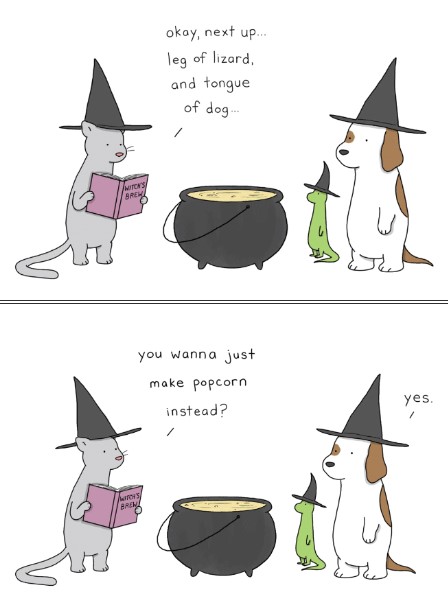 okay, next up...
leg of lizard,
and tongue
of dog...
WITCH'S
BREW
you wanna just
make popcorn
instead?
yes.
WITCH'S
BREW